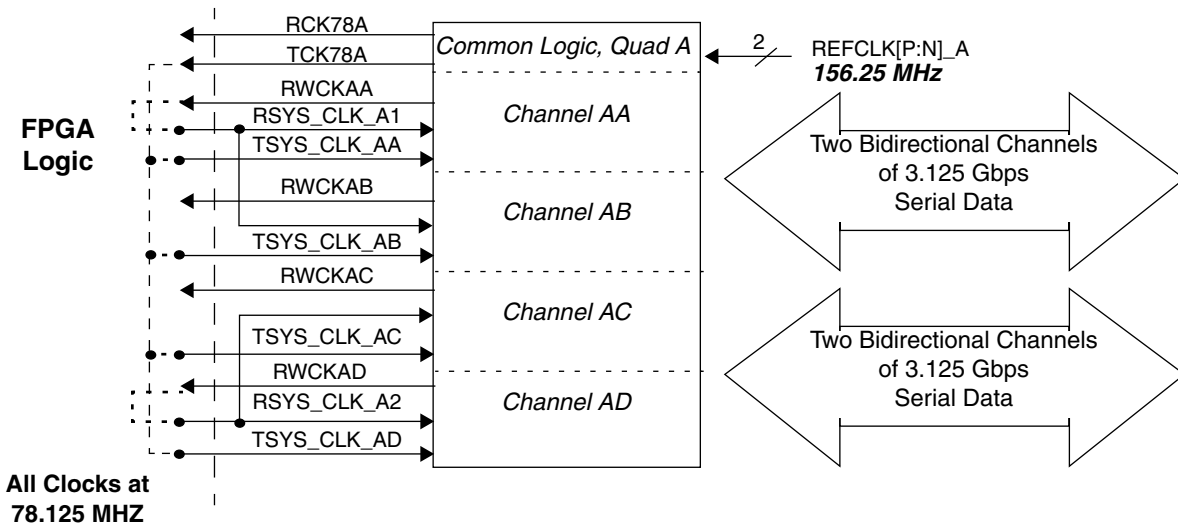 RCK78A
TCK78A
RWCKAA
RSYS_CLK_A1
TSYS_CLK_AA
RWCKAB
TSYS_CLK_AB
RWCKAC
TSYS_CLK_AC
RWCKAD
RSYS_CLK_A2
TSYS_CLK_AD
FPGA
Logic
All Clocks at
78.125 MHZ
Common Logic, Quad A
Channel AA
Channel AB
Channel AC
Channel AD
2
REFCLK[P:N]_A
156.25 MHz
Two Bidirectional Channels
of 3.125 Gbps
Serial Data
Two Bidirectional Channels
of 3.125 Gbps
Serial Data